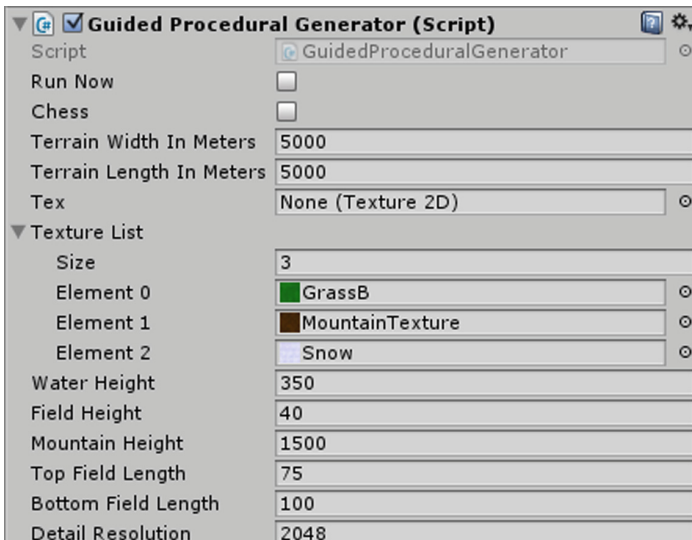 Guided Procedural Generator (Script)
Script GuidedProceduralGenerator
Run Now
Chess
Terrain Width In Meters 5000
Terrain Length In Meters 5000
Tex None (Texture 2D)
Texture List
Size 3
Element 0 GrassB
Element 1 MountainTexture
Element 2 Snow
Water Height 350
Field Height 40
Mountain Height 1500
Top Field Length 75
Bottom Field Length 100
Detail Resolution 2048